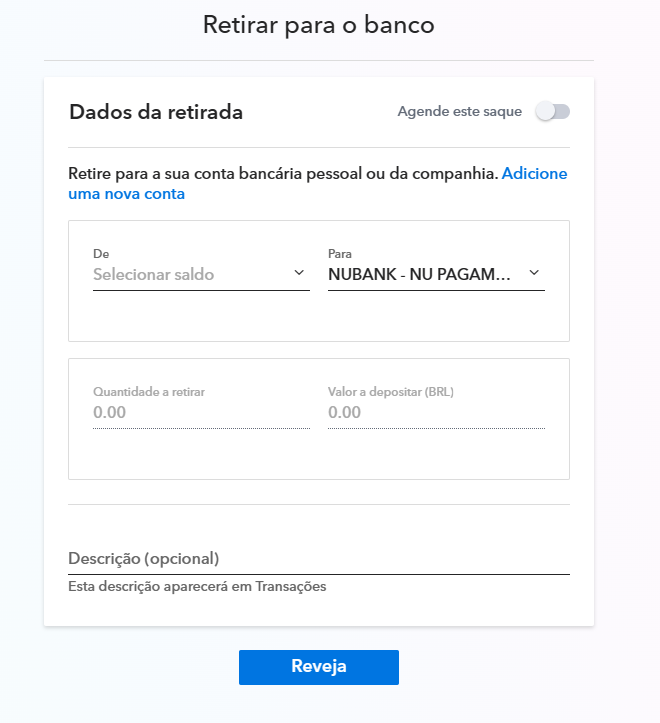 Retirar para o banco
Dados da retirada
Agende este saque
Retire para a sua conta bancária pessoal ou da companhia. Adicione
uma nova conta
De
Selecionar saldo
Para
NUBANK - NU PAGAM...
Quantidade a retirar
0.00
Valor a depositar (BRL)
0.00
Descrição (opcional)
Esta descrição aparecerá em Transações
Reveja